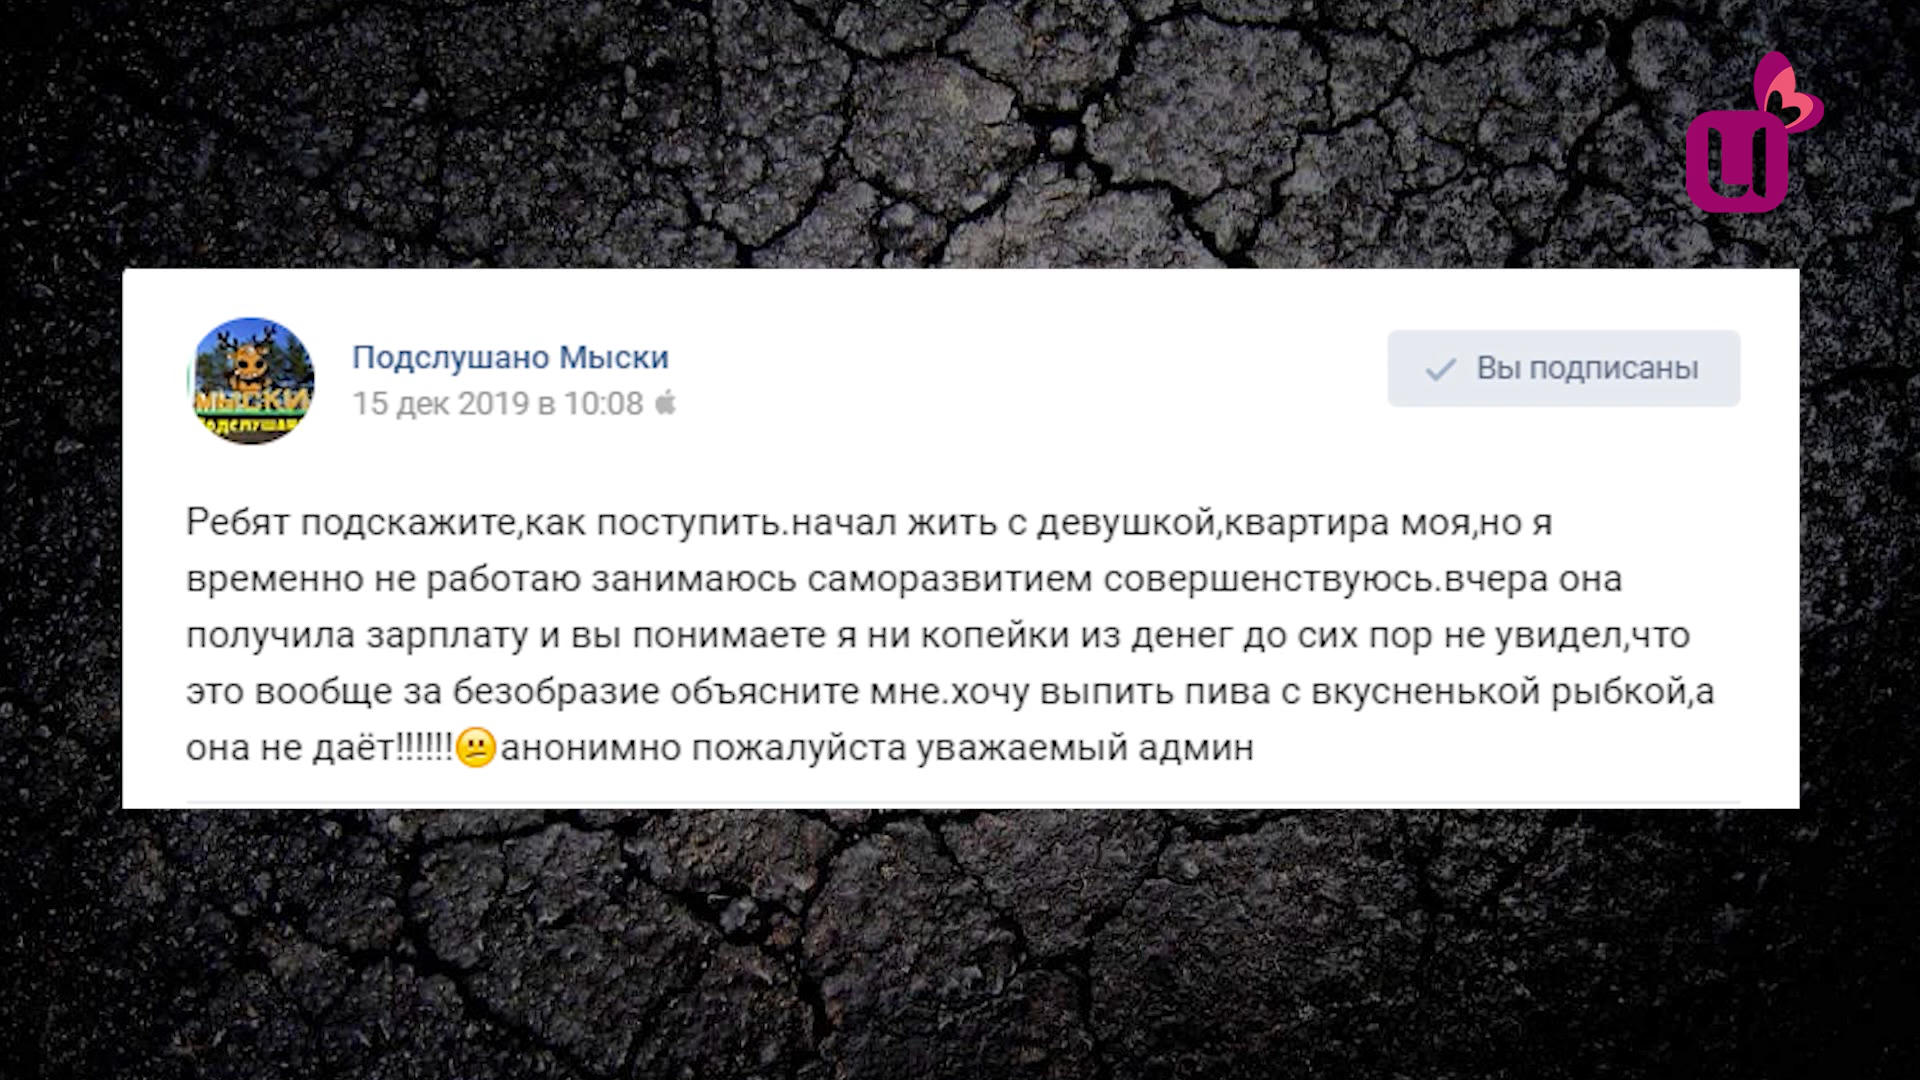 Подслушано Мыски
15 дек 2019 в 10:08
Вы подписаны
МЫСКИ
Ребят подскажите,как поступить.начал жить с девушкой,квартира моя,но я
временно не работаю занимаюсь саморазвитием совершенствуюсь.вчера она
получила зарплату и вы понимаете я ни копейки из денег до сих пор не увидел,что
это вообще за безобразие объясните мне.хочу выпить пива с вкусненькой рыбкой,а
она не даёт!!!!!!😕анонимно пожалуйста уважаемый админ